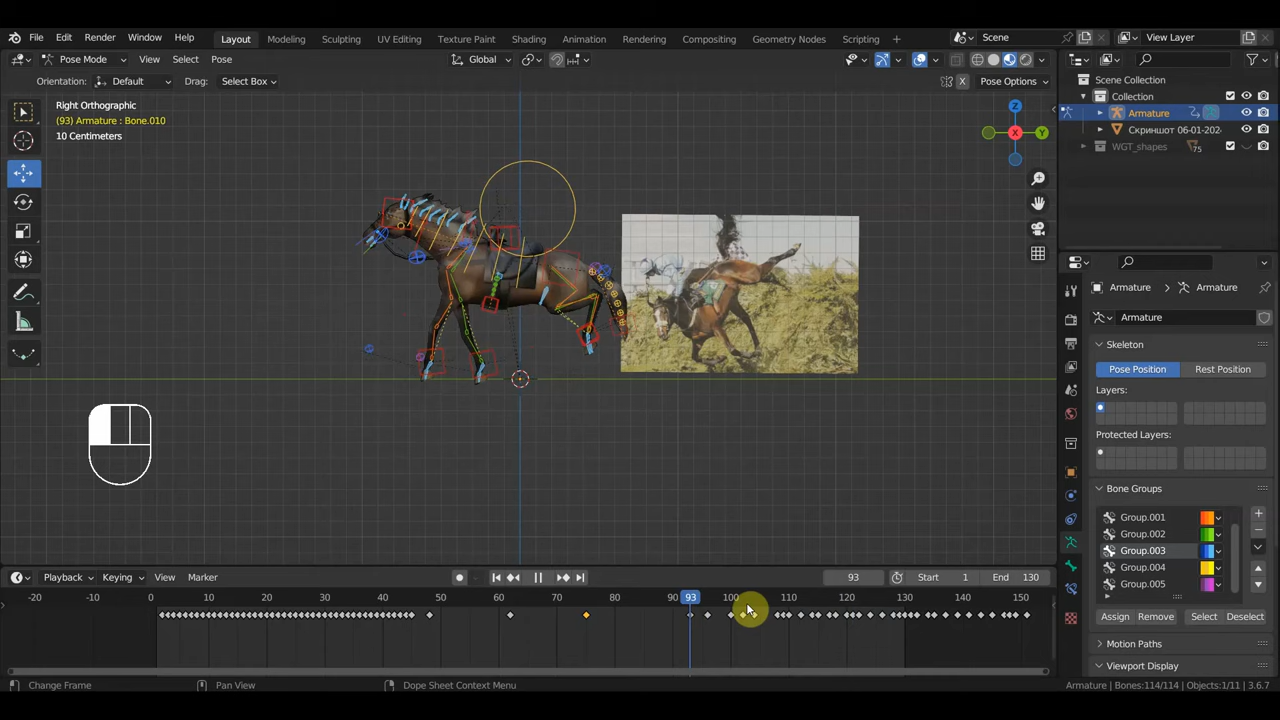 File Edit Render Window Help Layout Modeling Sculpting UV Editing Texture Paint Shading Animation Rendering Compositing Geometry Nodes Scripting + Scene View Layer
Pose Mode View Select Pose Global
Orientation: Default Drag: Select Box X Pose Options
Right Orthographic
(93) Armature : Bone.010
10 Centimeters
Z
X
Y
Scene Collection
Collection
Armature
Скриншот 06-01-202
WGT_shapes 75
Armature Armature
Armature
Skeleton
Pose Position Rest Position
Layers:
Protected Layers:
Bone Groups
Group.001
Group.002
Group.003
Group.004
Group.005
Assign Remove Select Deselect
Motion Paths
Viewport Display
Playback Keying View Marker 93 Start 1 End 130
-20 -10 0 10 20 30 40 50 60 70 80 93 90 100 110 120 130 140 150
Change Frame Pan View Dope Sheet Context Menu Armature | Bones:114/114 | Objects:1/11 | 3.6.7